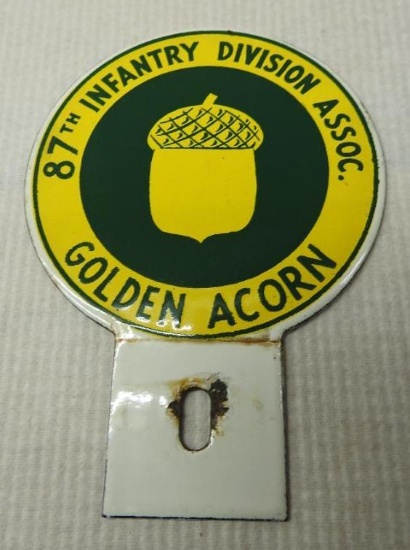 87TH INFANTRY DIVISION ASSOC.
GOLDEN ACORN